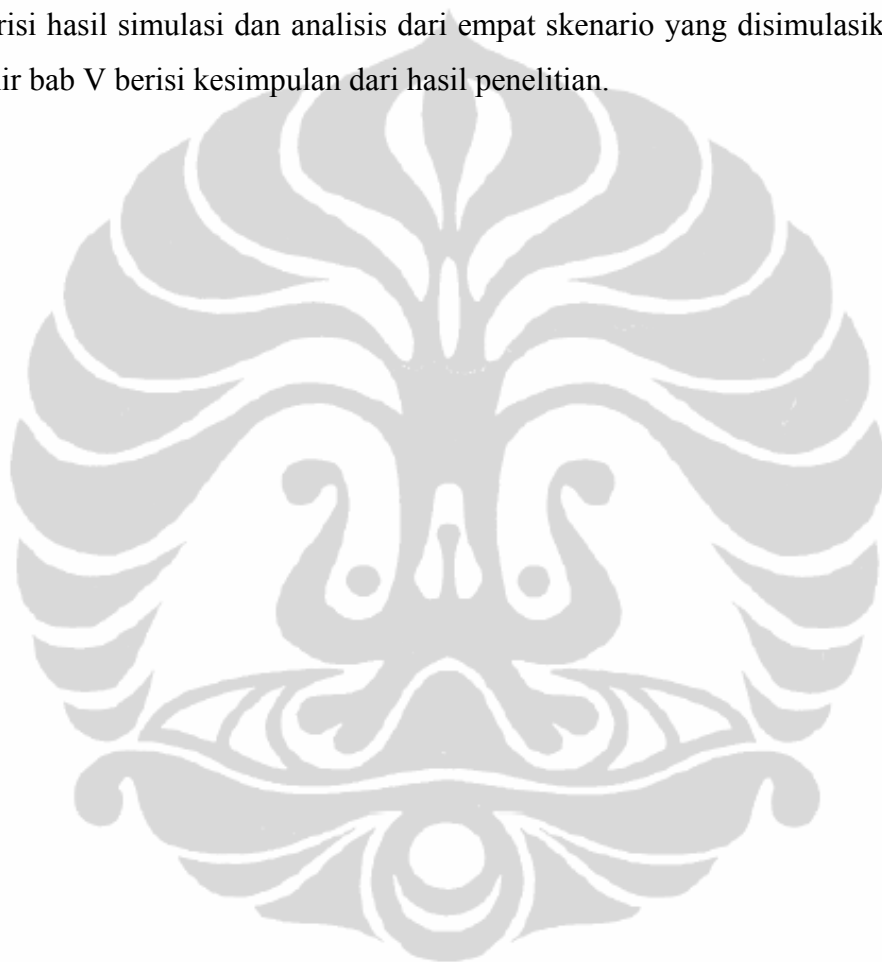 risi hasil simulasi dan analisis dari empat skenario yang disimulasik
ir bab V berisi kesimpulan dari hasil penelitian.